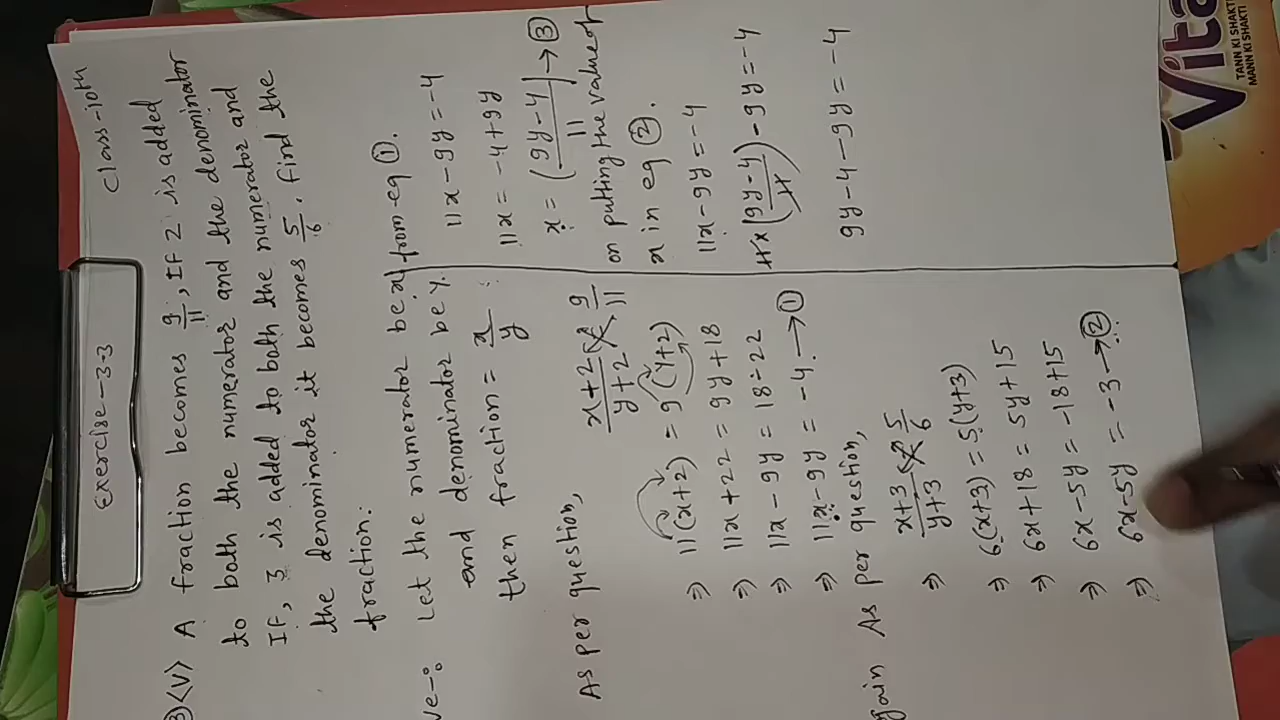 Exercise-3.3
Class-10th
3)<V> A fraction becomes 9/11, IF 2 is added
to both the numerator and the denominator
IF, 3 is added to both the numerator and
the denominator it becomes 5/6. find the
fraction:
ve-: Let the numerator be x
and denominator be y.
then fraction = x/y
As per question, x+2/y+2 = 9/11
⇒ 11(x+2) = 9(y+2)
⇒ 11x+22 = 9y+18
⇒ 11x-9y = 18-22
⇒ 11x-9y = -4. → ①
gain As per question,
⇒ x+3/y+3 = 5/6
⇒ 6(x+3) = 5(y+3)
⇒ 6x+18 = 5y+15
⇒ 6x-5y = -18+15
⇒ 6x-5y = -3 → ②
from eq ①.
11x-9y = -4
11x = -4+9y
x = (9y-4/11) → ③
on putting the value of
x in eq ②.
11x-9y = -4
11x(9y-4/11)-9y = -4
9y-4-9y = -4
Vita
TANN KI SHAKTI
MANN KI SHAKTI